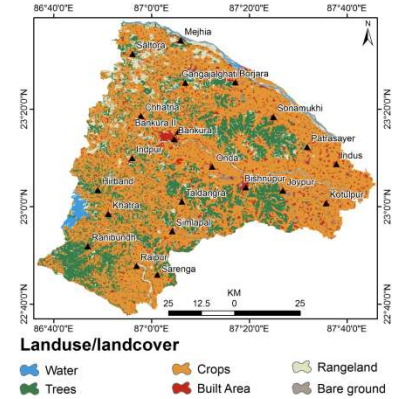 86°40'0"E 87°0'0"E 87°20'0"E 87°40'0"E
N
Mejhia
Saltora
Gangajalghati Borjara
23°20'0"N 23°20'0"N
Chhatna Sonamukhi
Bankura II
Bankura Patrasayer
Indpur Onda Indus
Hirband Bishnupur Joypur
Taldangra Kotulpur
23°0'0"N 23°0'0"N
Khatra
Simlapal
Ranibundh
Raipur
Sarenga
KM
25 12.5 0 25
22°40'0"N 22°40'0"N
86°40'0"E 87°0'0"E 87°20'0"E 87°40'0"E
Landuse/landcover
Water Crops Rangeland
Trees Built Area Bare ground